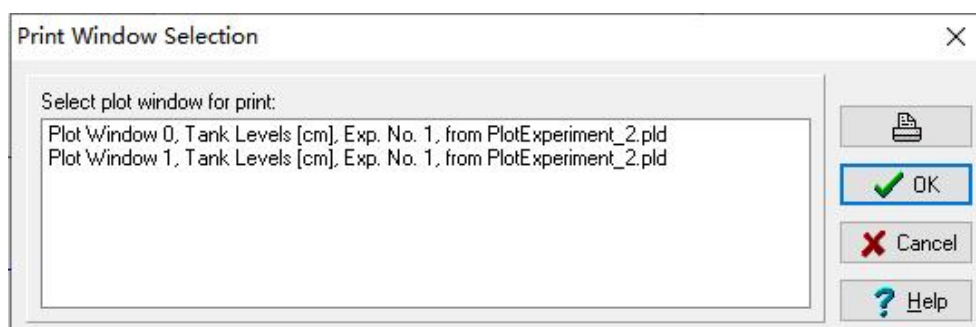 Print Window Selection
Select plot window for print:
Plot Window 0, Tank Levels [cm], Exp. No. 1, from PlotExperiment_2.pld
Plot Window 1, Tank Levels [cm], Exp. No. 1, from PlotExperiment_2.pld
OK
Cancel
Help